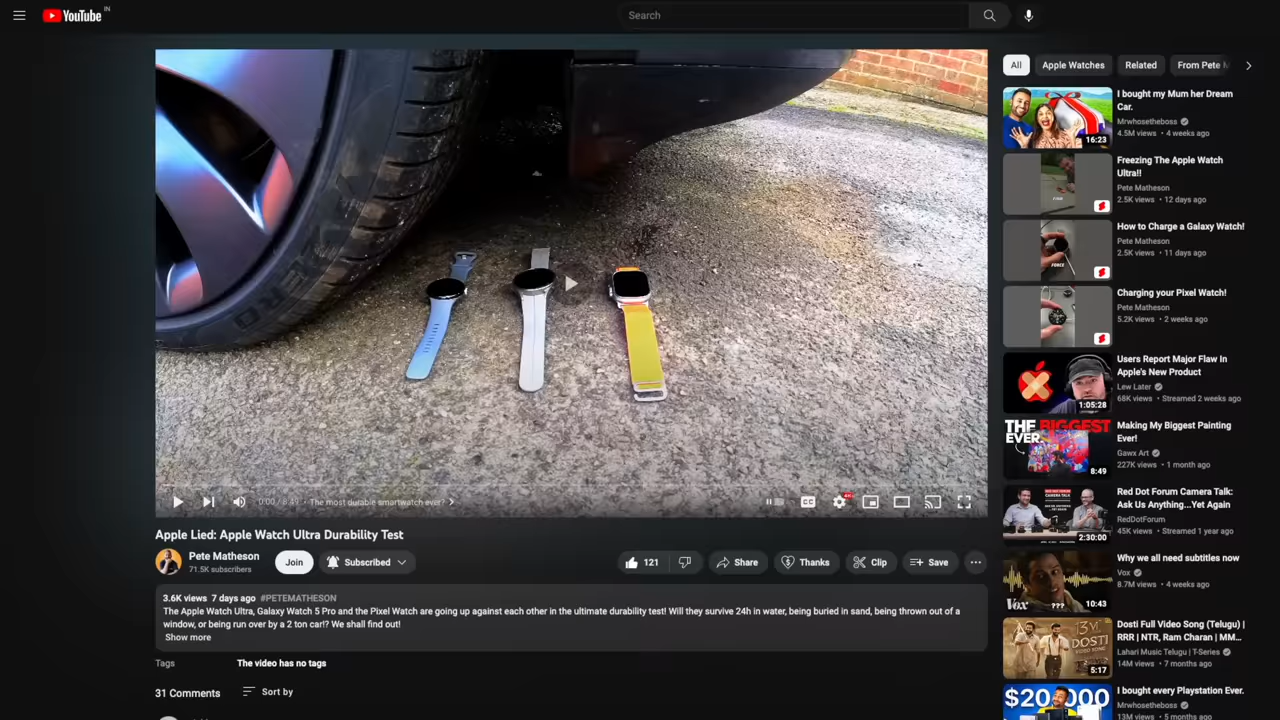 YouTube IN
Search
All
Apple Watches
Related
From Pete M
I bought my Mum her Dream
Car.
Mrwhosetheboss
4.5M views • 4 weeks ago
16:23
Freezing The Apple Watch
Ultra!!
Pete Matheson
2.5K views • 12 days ago
How to Charge a Galaxy Watch!
Pete Matheson
2.5K views • 11 days ago
FORCE
Charging your Pixel Watch!
Pete Matheson
5.2K views • 2 weeks ago
Users Report Major Flaw In
Apple's New Product
Lew Later
68K views • Streamed 2 weeks ago
1:05:28
THE BIGGEST
EVER.
Making My Biggest Painting
Ever!
Gawx Art
227K views • 1 month ago
8:49
Red Dot Forum Camera Talk:
Ask Us Anything...Yet Again
RedDotForum
45K views • Streamed 1 year ago
2:30:00
Why we all need subtitles now
Vox
8.7M views • 4 weeks ago
Vox
???
10:43
Dosti Full Video Song (Telugu) |
RRR | NTR, Ram Charan | MM...
Lahari Music Telugu | T-Series
14M views • 7 months ago
13M
DOSTI
5:17
I bought every Playstation Ever.
Mrwhosetheboss
13M views • 5 months ago
$20,000
0:00 / 8:49 • The most durable smartwatch ever?
CC
4K
Apple Lied: Apple Watch Ultra Durability Test
Pete Matheson
71.5K subscribers
Join
Subscribed
121
Share
Thanks
Clip
Save
3.6K views 7 days ago #PETEMATHESON
The Apple Watch Ultra, Galaxy Watch 5 Pro and the Pixel Watch are going up against each other in the ultimate durability test! Will they survive 24h in water, being buried in sand, being thrown out of a
window, or being run over by a 2 ton car!? We shall find out!
Show more
Tags
The video has no tags
31 Comments
Sort by